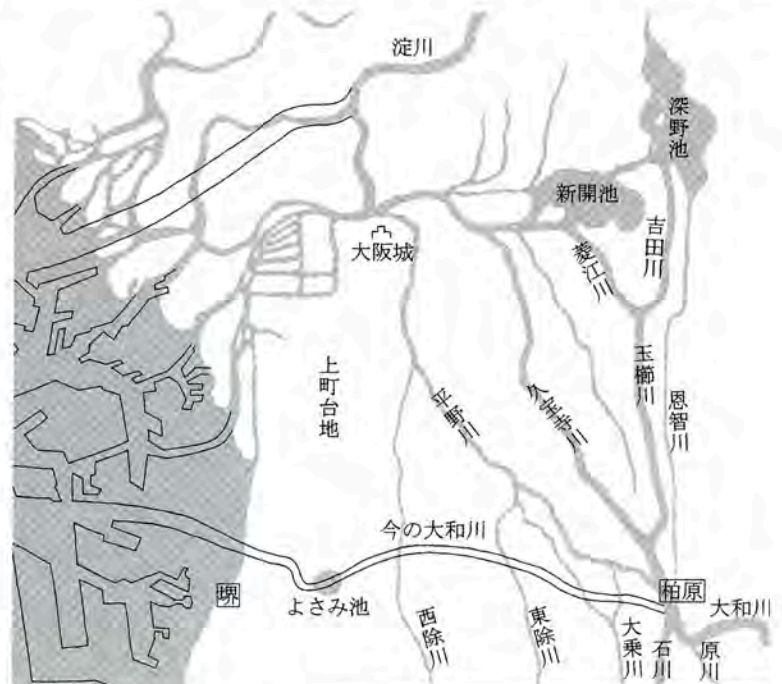 淀川
深野池
新開池
吉田川
大阪城
菱江川
上町台地
玉櫛川
平野川
久宝寺川
恩智川
今の大和川
堺
よさみ池
柏原
大和川
西除川
東除川
大乗川
石川
原川